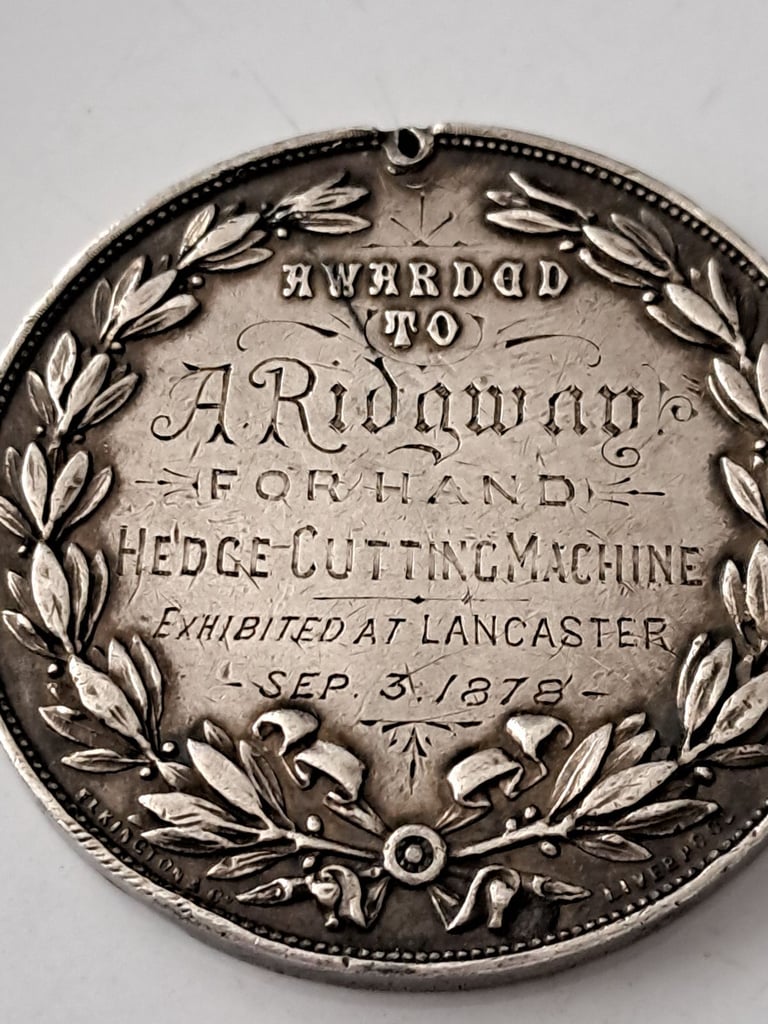 AWARDED
TO
A. Ridgway.
FOR HAND
HEDGE-CUTTING MACHINE
EXHIBITED AT LANCASTER
- SEP. 3. 1878 -
ELKINGTON & Co
LIVERPOOL